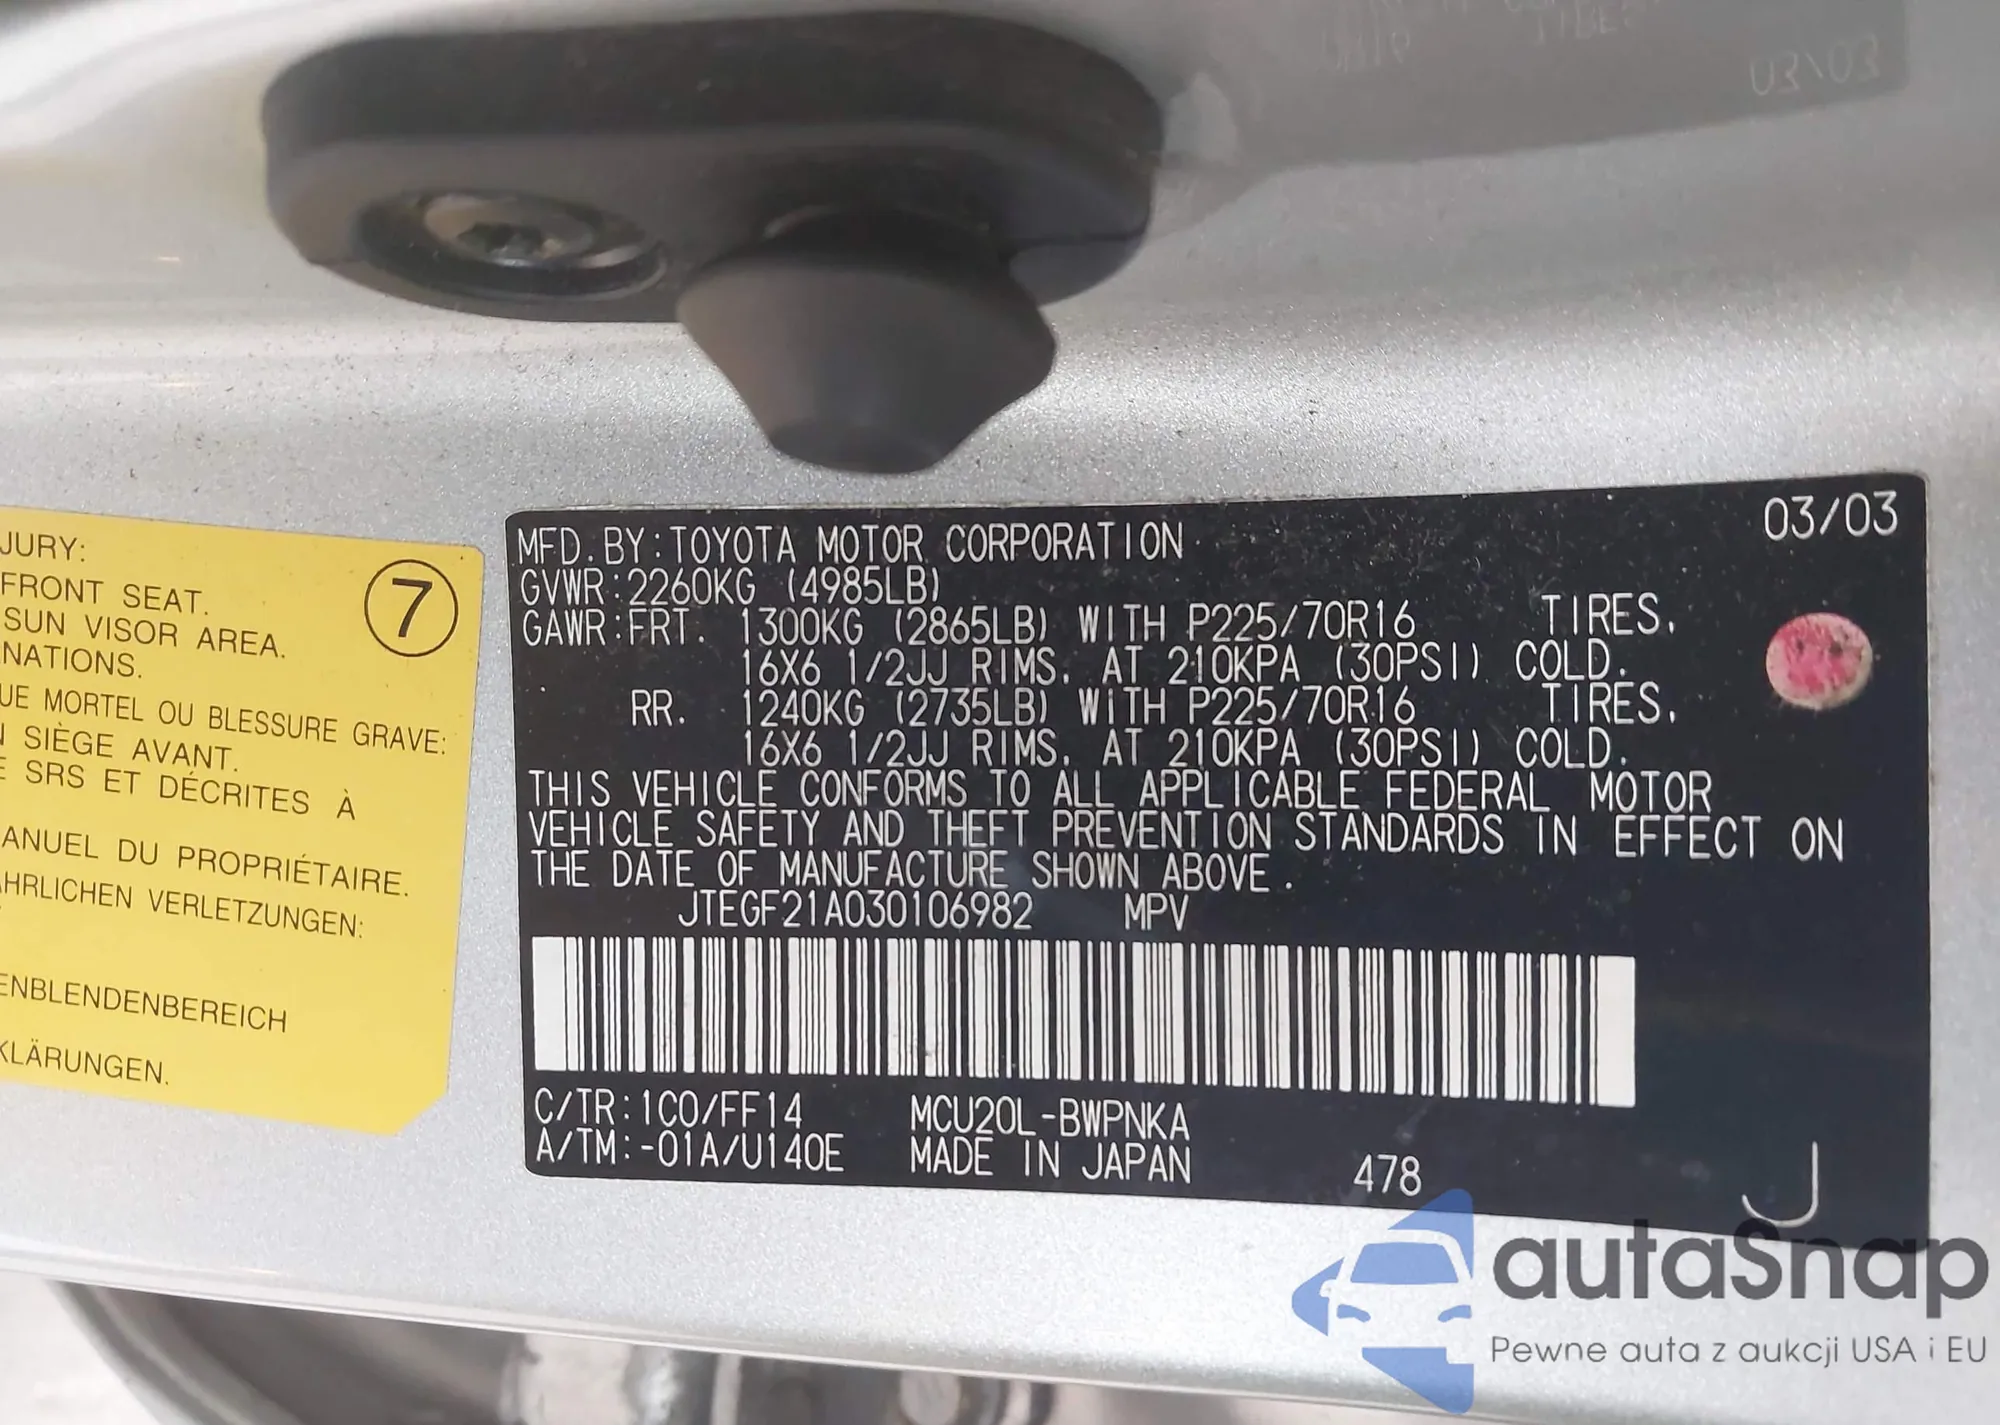 JURY:
FRONT SEAT.
SUN VISOR AREA.
NATIONS.
UE MORTEL OU BLESSURE GRAVE:
SIÈGE AVANT.
SRS ET DÉCRITES À
ANUEL DU PROPRIÉTAIRE.
HRLICHEN VERLETZUNGEN:
ENBLENDENBEREICH
KLÄRUNGEN.
7
03/03
03/03
MFD. BY: TOYOTA MOTOR CORPORATION
GVWR: 2260KG (4985LB)
GAWR: FRT. 1300KG (2865LB) WITH P225/70R16 TIRES.
16X6 1/2JJ RIMS. AT 210KPA (30PSI) COLD.
RR. 1240KG (2735LB) WITH P225/70R16 TIRES.
16X6 1/2JJ RIMS. AT 210KPA (30PSI) COLD.
THIS VEHICLE CONFORMS TO ALL APPLICABLE FEDERAL MOTOR
VEHICLE SAFETY AND THEFT PREVENTION STANDARDS IN EFFECT ON
THE DATE OF MANUFACTURE SHOWN ABOVE.
JTEGF21A030106982 MPV
C/TR: 1C0/FF14 MCU20L-BWPNKA
A/TM: -01A/U140E MADE IN JAPAN 478 J
autaSnap
Pewne auta z aukcji USA i EU